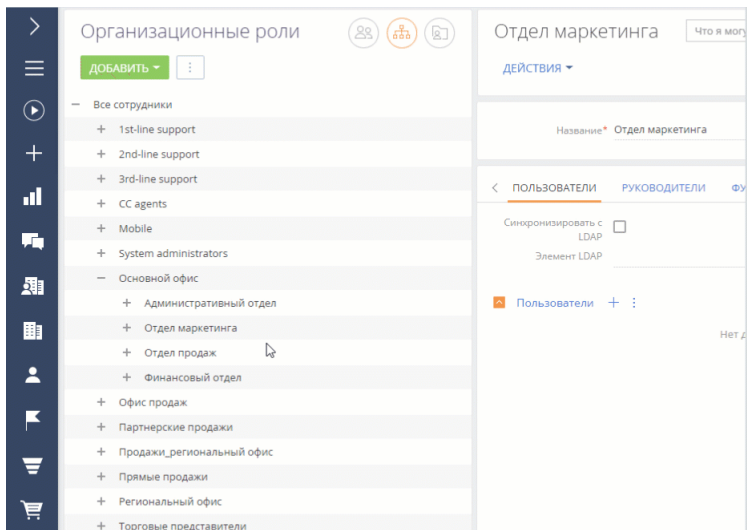 Организационные роли
ДОБАВИТЬ
Все сотрудники
1st-line support
2nd-line support
3rd-line support
CC agents
Mobile
System administrators
Основной офис
Административный отдел
Отдел маркетинга
Отдел продаж
Финансовый отдел
Офис продаж
Партнерские продажи
Продажи_региональный офис
Прямые продажи
Региональный офис
Торговые представители
Отдел маркетинга
Что я могу
ДЕЙСТВИЯ
Название* Отдел маркетинга
ПОЛЬЗОВАТЕЛИ РУКОВОДИТЕЛИ ФУ
Синхронизировать с
LDAP
Элемент LDAP
Пользователи
Нет д